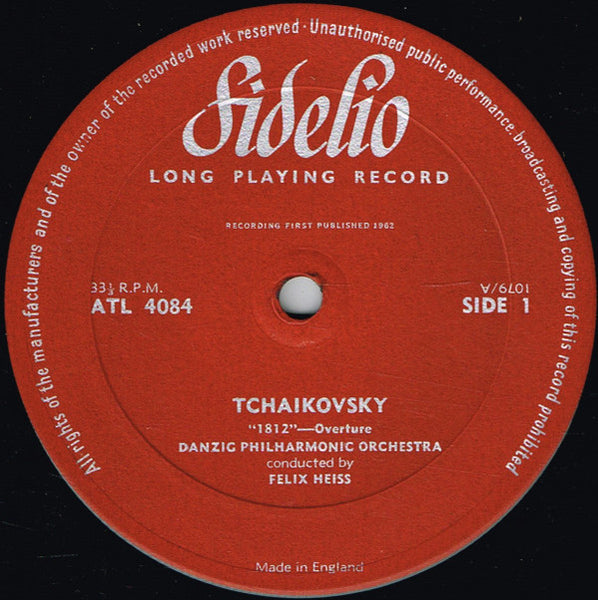 All rights of the manufacturers and of the owner of the recorded work reserved · Unauthorised public performance, broadcasting and copying of this record prohibited
Fidelio
LONG PLAYING RECORD
RECORDING FIRST PUBLISHED 1962
33⅓ R.P.M.
ATL 4084
1079/A
SIDE 1
TCHAIKOVSKY
"1812"—Overture
DANZIG PHILHARMONIC ORCHESTRA
conducted by
FELIX HEISS
Made in England